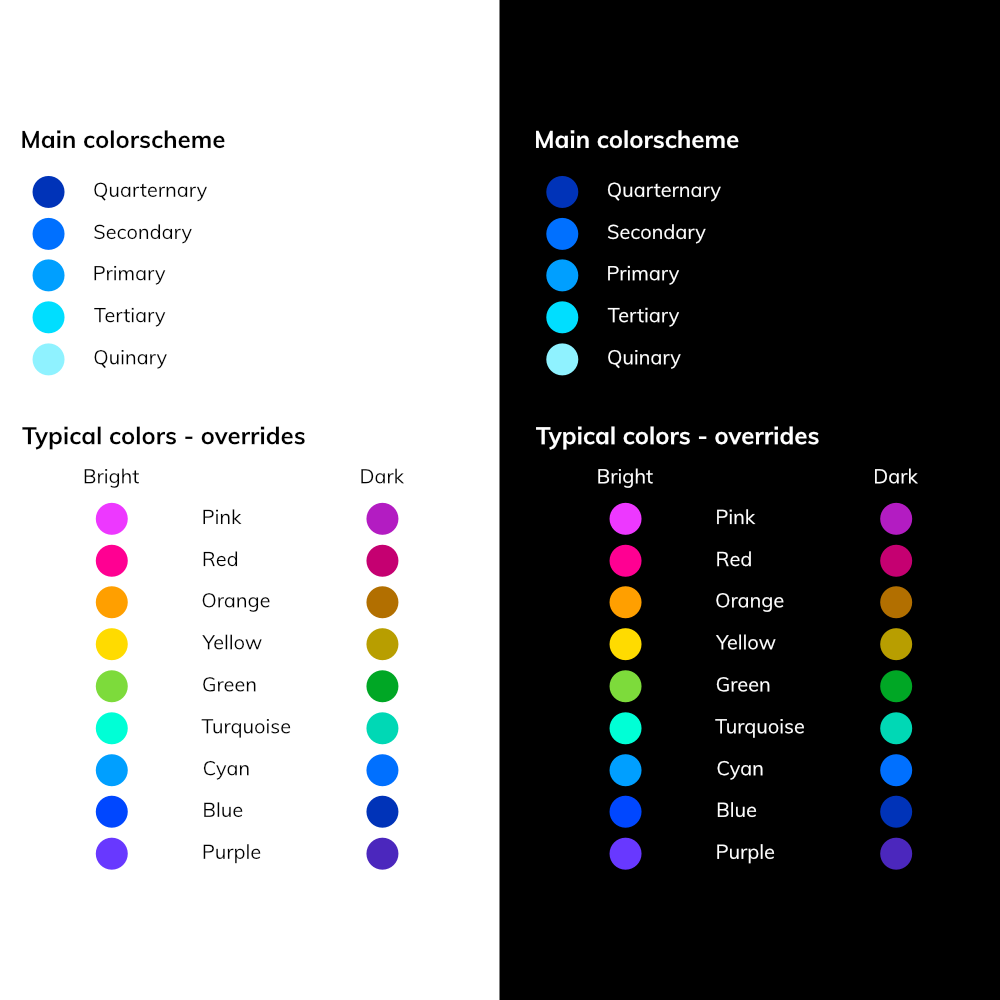 Main colorscheme
Quarternary
Secondary
Primary
Tertiary
Quinary
Typical colors - overrides
Bright Dark
Pink
Red
Orange
Yellow
Green
Turquoise
Cyan
Blue
Purple
Main colorscheme
Quarternary
Secondary
Primary
Tertiary
Quinary
Typical colors - overrides
Bright Dark
Pink
Red
Orange
Yellow
Green
Turquoise
Cyan
Blue
Purple